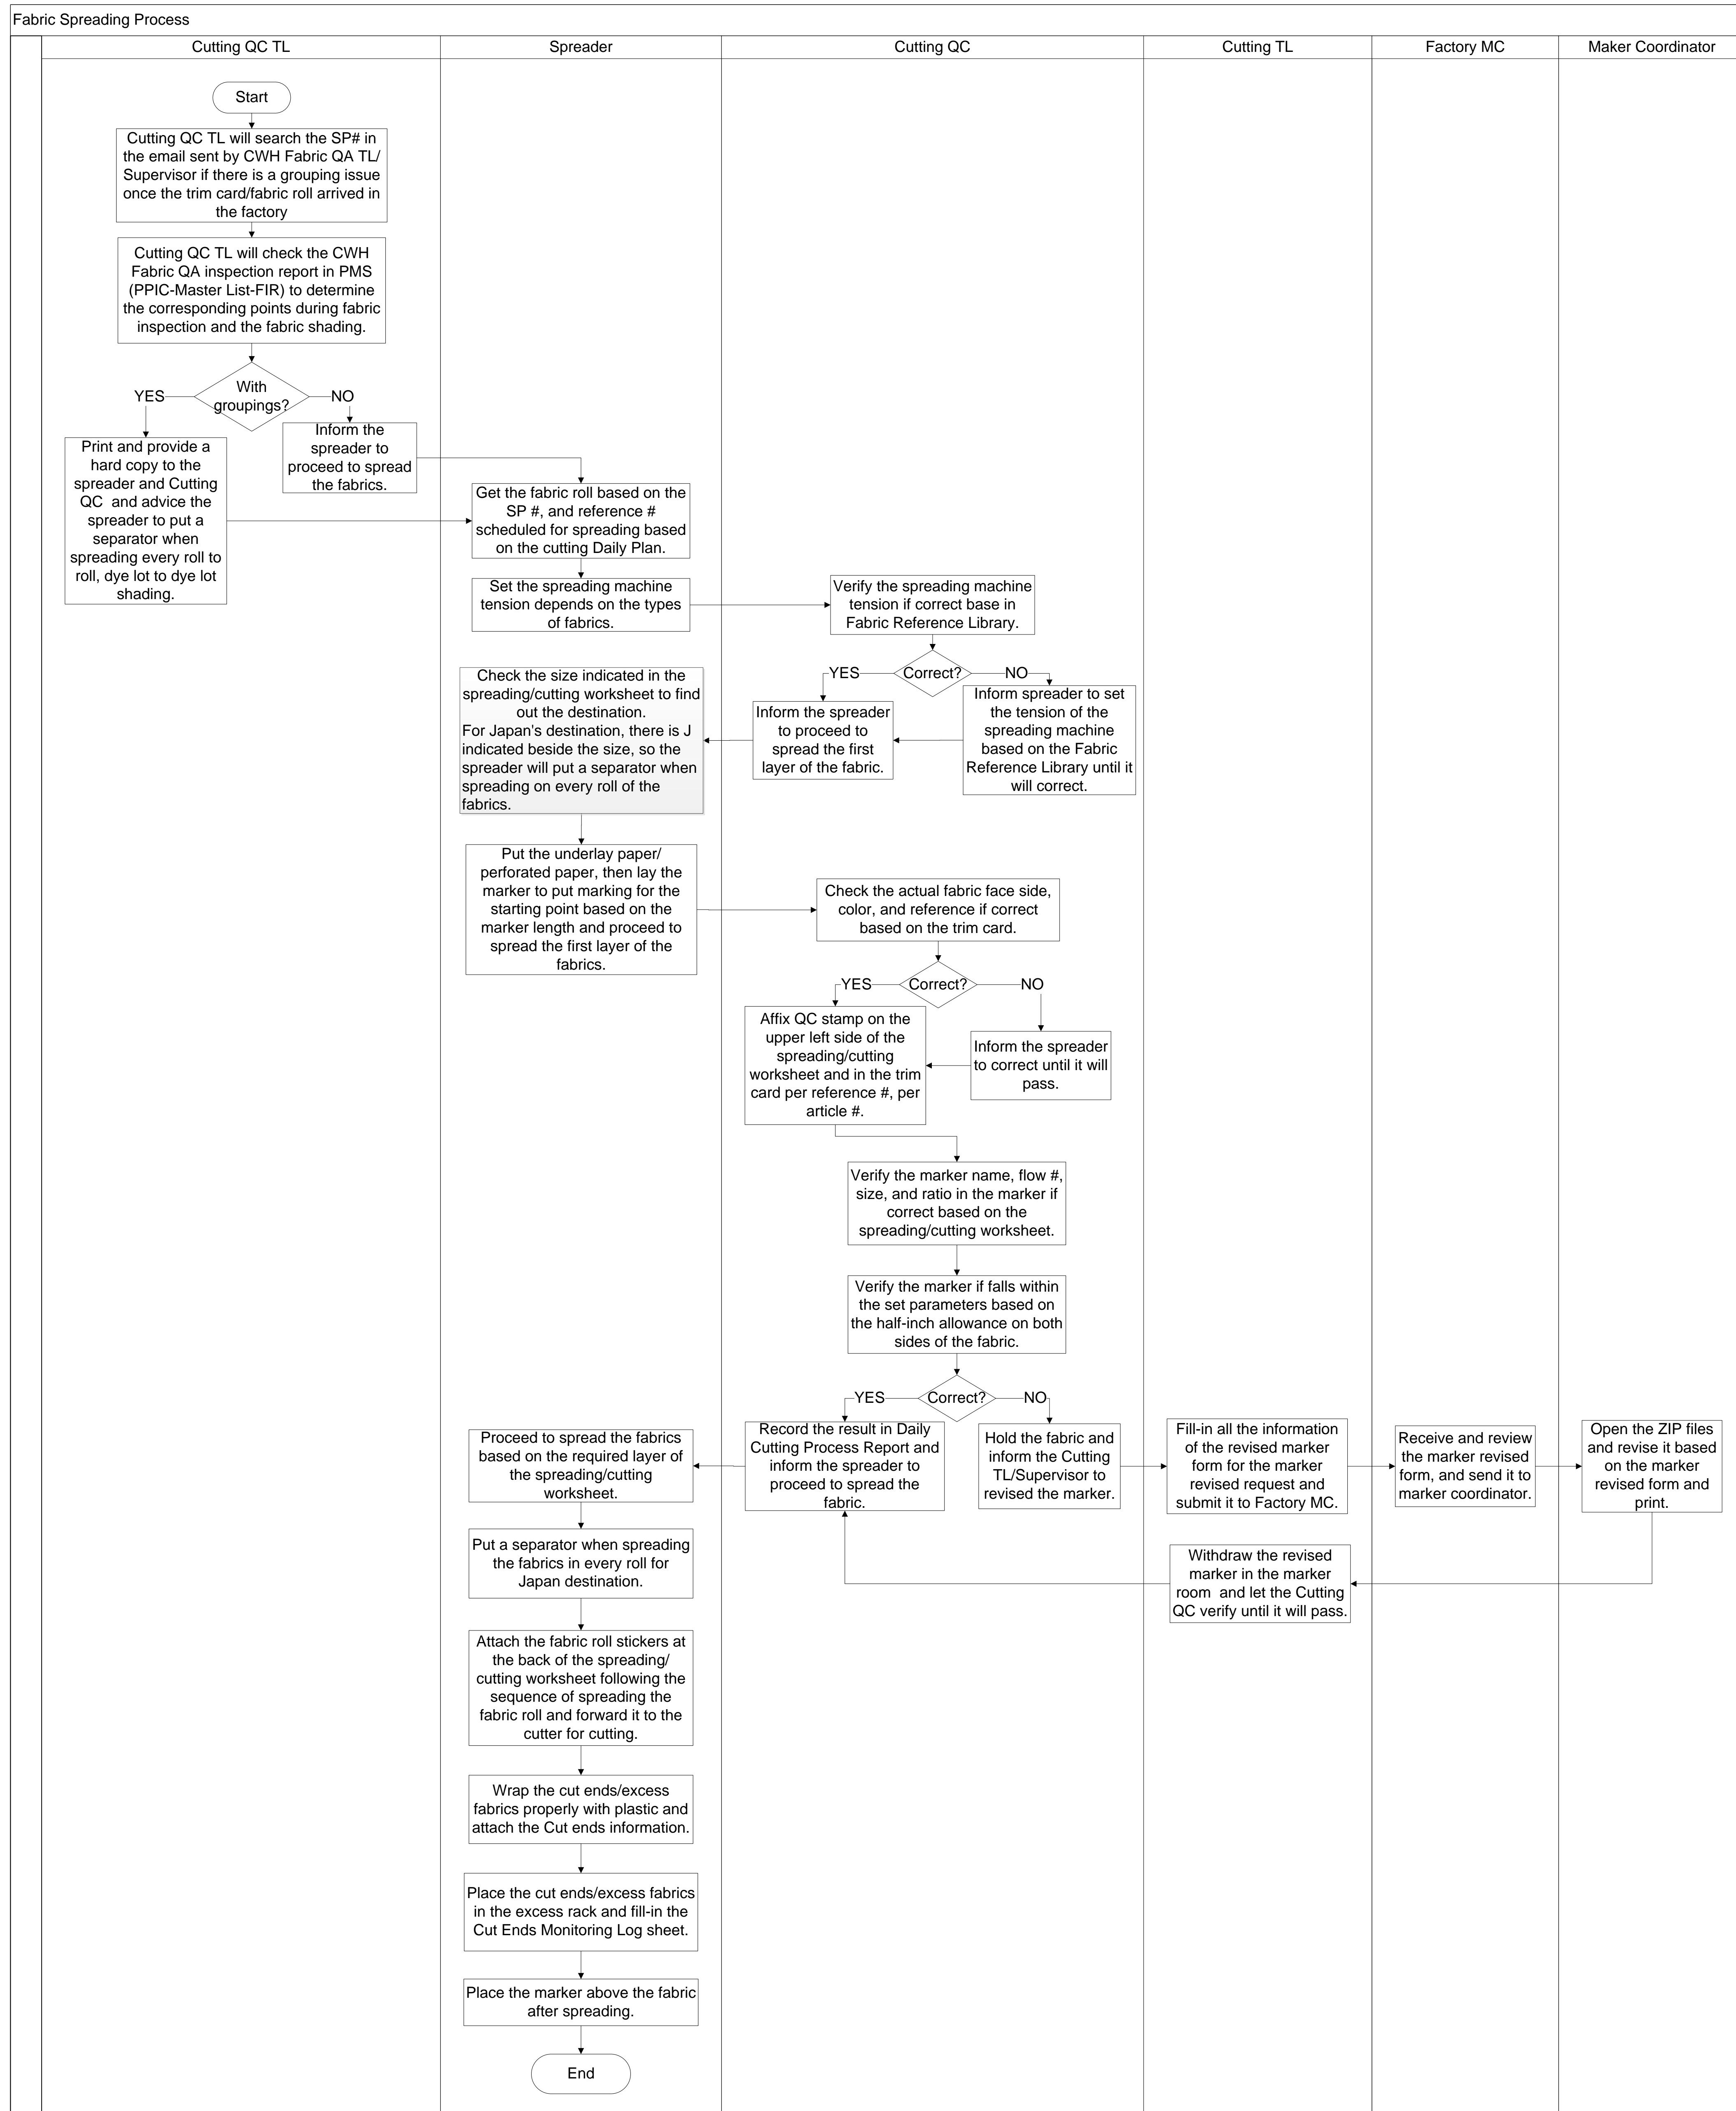 Fabric Spreading Process
Cutting QC TL
Spreader
Cutting QC
Cutting TL
Factory MC
Maker Coordinator
Start
Cutting QC TL will search the SP# in
the email sent by CWH Fabric QA TL/
Supervisor if there is a grouping issue
once the trim card/fabric roll arrived in
the factory
Cutting QC TL will check the CWH
Fabric QA inspection report in PMS
(PPIC-Master List-FIR) to determine
the corresponding points during fabric
inspection and the fabric shading.
With
groupings?
YES
NO
Print and provide a
hard copy to the
spreader and Cutting
QC and advice the
spreader to put a
separator when
spreading every roll to
roll, dye lot to dye lot
shading.
Inform the
spreader to
proceed to spread
the fabrics.
Get the fabric roll based on the
SP #, and reference #
scheduled for spreading based
on the cutting Daily Plan.
Set the spreading machine
tension depends on the types
of fabrics.
Verify the spreading machine
tension if correct base in
Fabric Reference Library.
Correct?
YES
NO
Inform the spreader
to proceed to
spread the first
layer of the fabric.
Inform spreader to set
the tension of the
spreading machine
based on the Fabric
Reference Library until it
will correct.
Check the size indicated in the
spreading/cutting worksheet to find
out the destination.
For Japan's destination, there is J
indicated beside the size, so the
spreader will put a separator when
spreading on every roll of the
fabrics.
Put the underlay paper/
perforated paper, then lay the
marker to put marking for the
starting point based on the
marker length and proceed to
spread the first layer of the
fabrics.
Check the actual fabric face side,
color, and reference if correct
based on the trim card.
Correct?
YES
NO
Affix QC stamp on the
upper left side of the
spreading/cutting
worksheet and in the trim
card per reference #, per
article #.
Inform the spreader
to correct until it will
pass.
Verify the marker name, flow #,
size, and ratio in the marker if
correct based on the
spreading/cutting worksheet.
Verify the marker if falls within
the set parameters based on
the half-inch allowance on both
sides of the fabric.
Correct?
YES
NO
Record the result in Daily
Cutting Process Report and
inform the spreader to
proceed to spread the
fabric.
Hold the fabric and
inform the Cutting
TL/Supervisor to
revised the marker.
Fill-in all the information
of the revised marker
form for the marker
revised request and
submit it to Factory MC.
Receive and review
the marker revised
form, and send it to
marker coordinator.
Open the ZIP files
and revise it based
on the marker
revised form and
print.
Withdraw the revised
marker in the marker
room and let the Cutting
QC verify until it will pass.
Proceed to spread the fabrics
based on the required layer of
the spreading/cutting
worksheet.
Put a separator when spreading
the fabrics in every roll for
Japan destination.
Attach the fabric roll stickers at
the back of the spreading/
cutting worksheet following the
sequence of spreading the
fabric roll and forward it to the
cutter for cutting.
Wrap the cut ends/excess
fabrics properly with plastic and
attach the Cut ends information.
Place the cut ends/excess fabrics
in the excess rack and fill-in the
Cut Ends Monitoring Log sheet.
Place the marker above the fabric
after spreading.
End